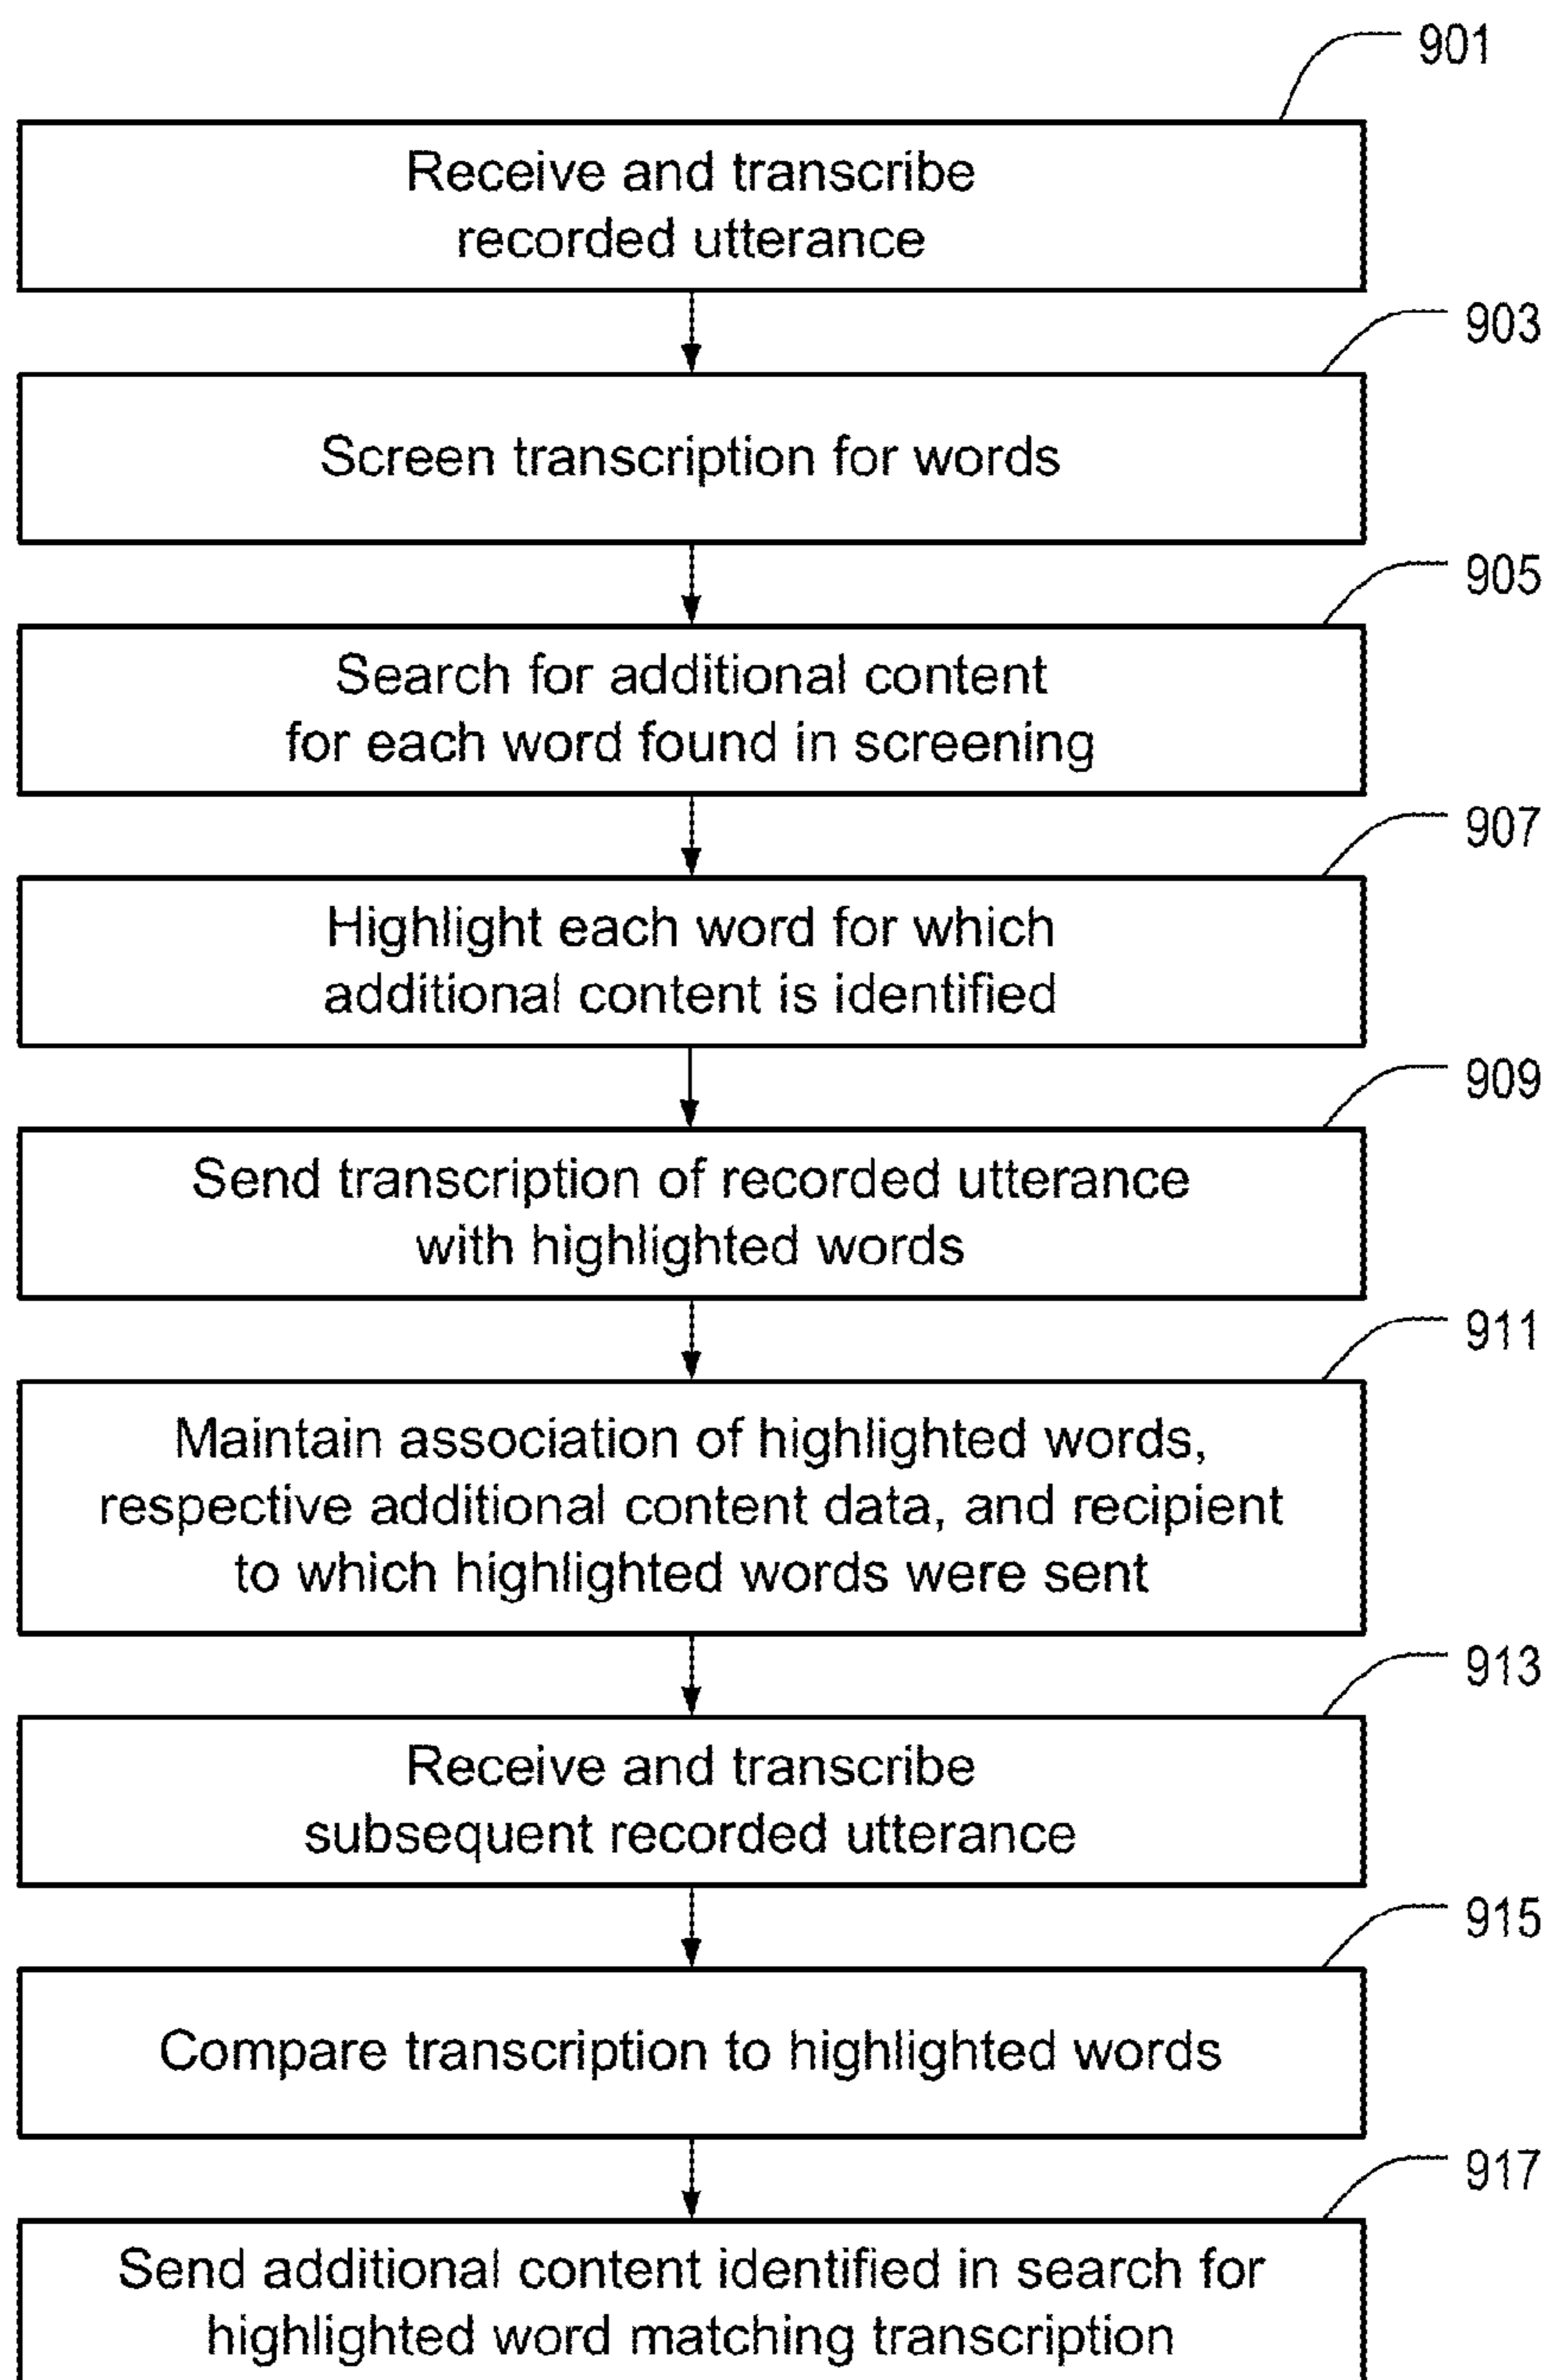 901
Receive and transcribe
recorded utterance
903
Screen transcription for words
905
Search for additional content
for each word found in screening
907
Highlight each word for which
additional content is identified
909
Send transcription of recorded utterance
with highlighted words
911
Maintain association of highlighted words,
respective additional content data, and recipient
to which highlighted words were sent
913
Receive and transcribe
subsequent recorded utterance
915
Compare transcription to highlighted words
917
Send additional content identified in search for
highlighted word matching transcription